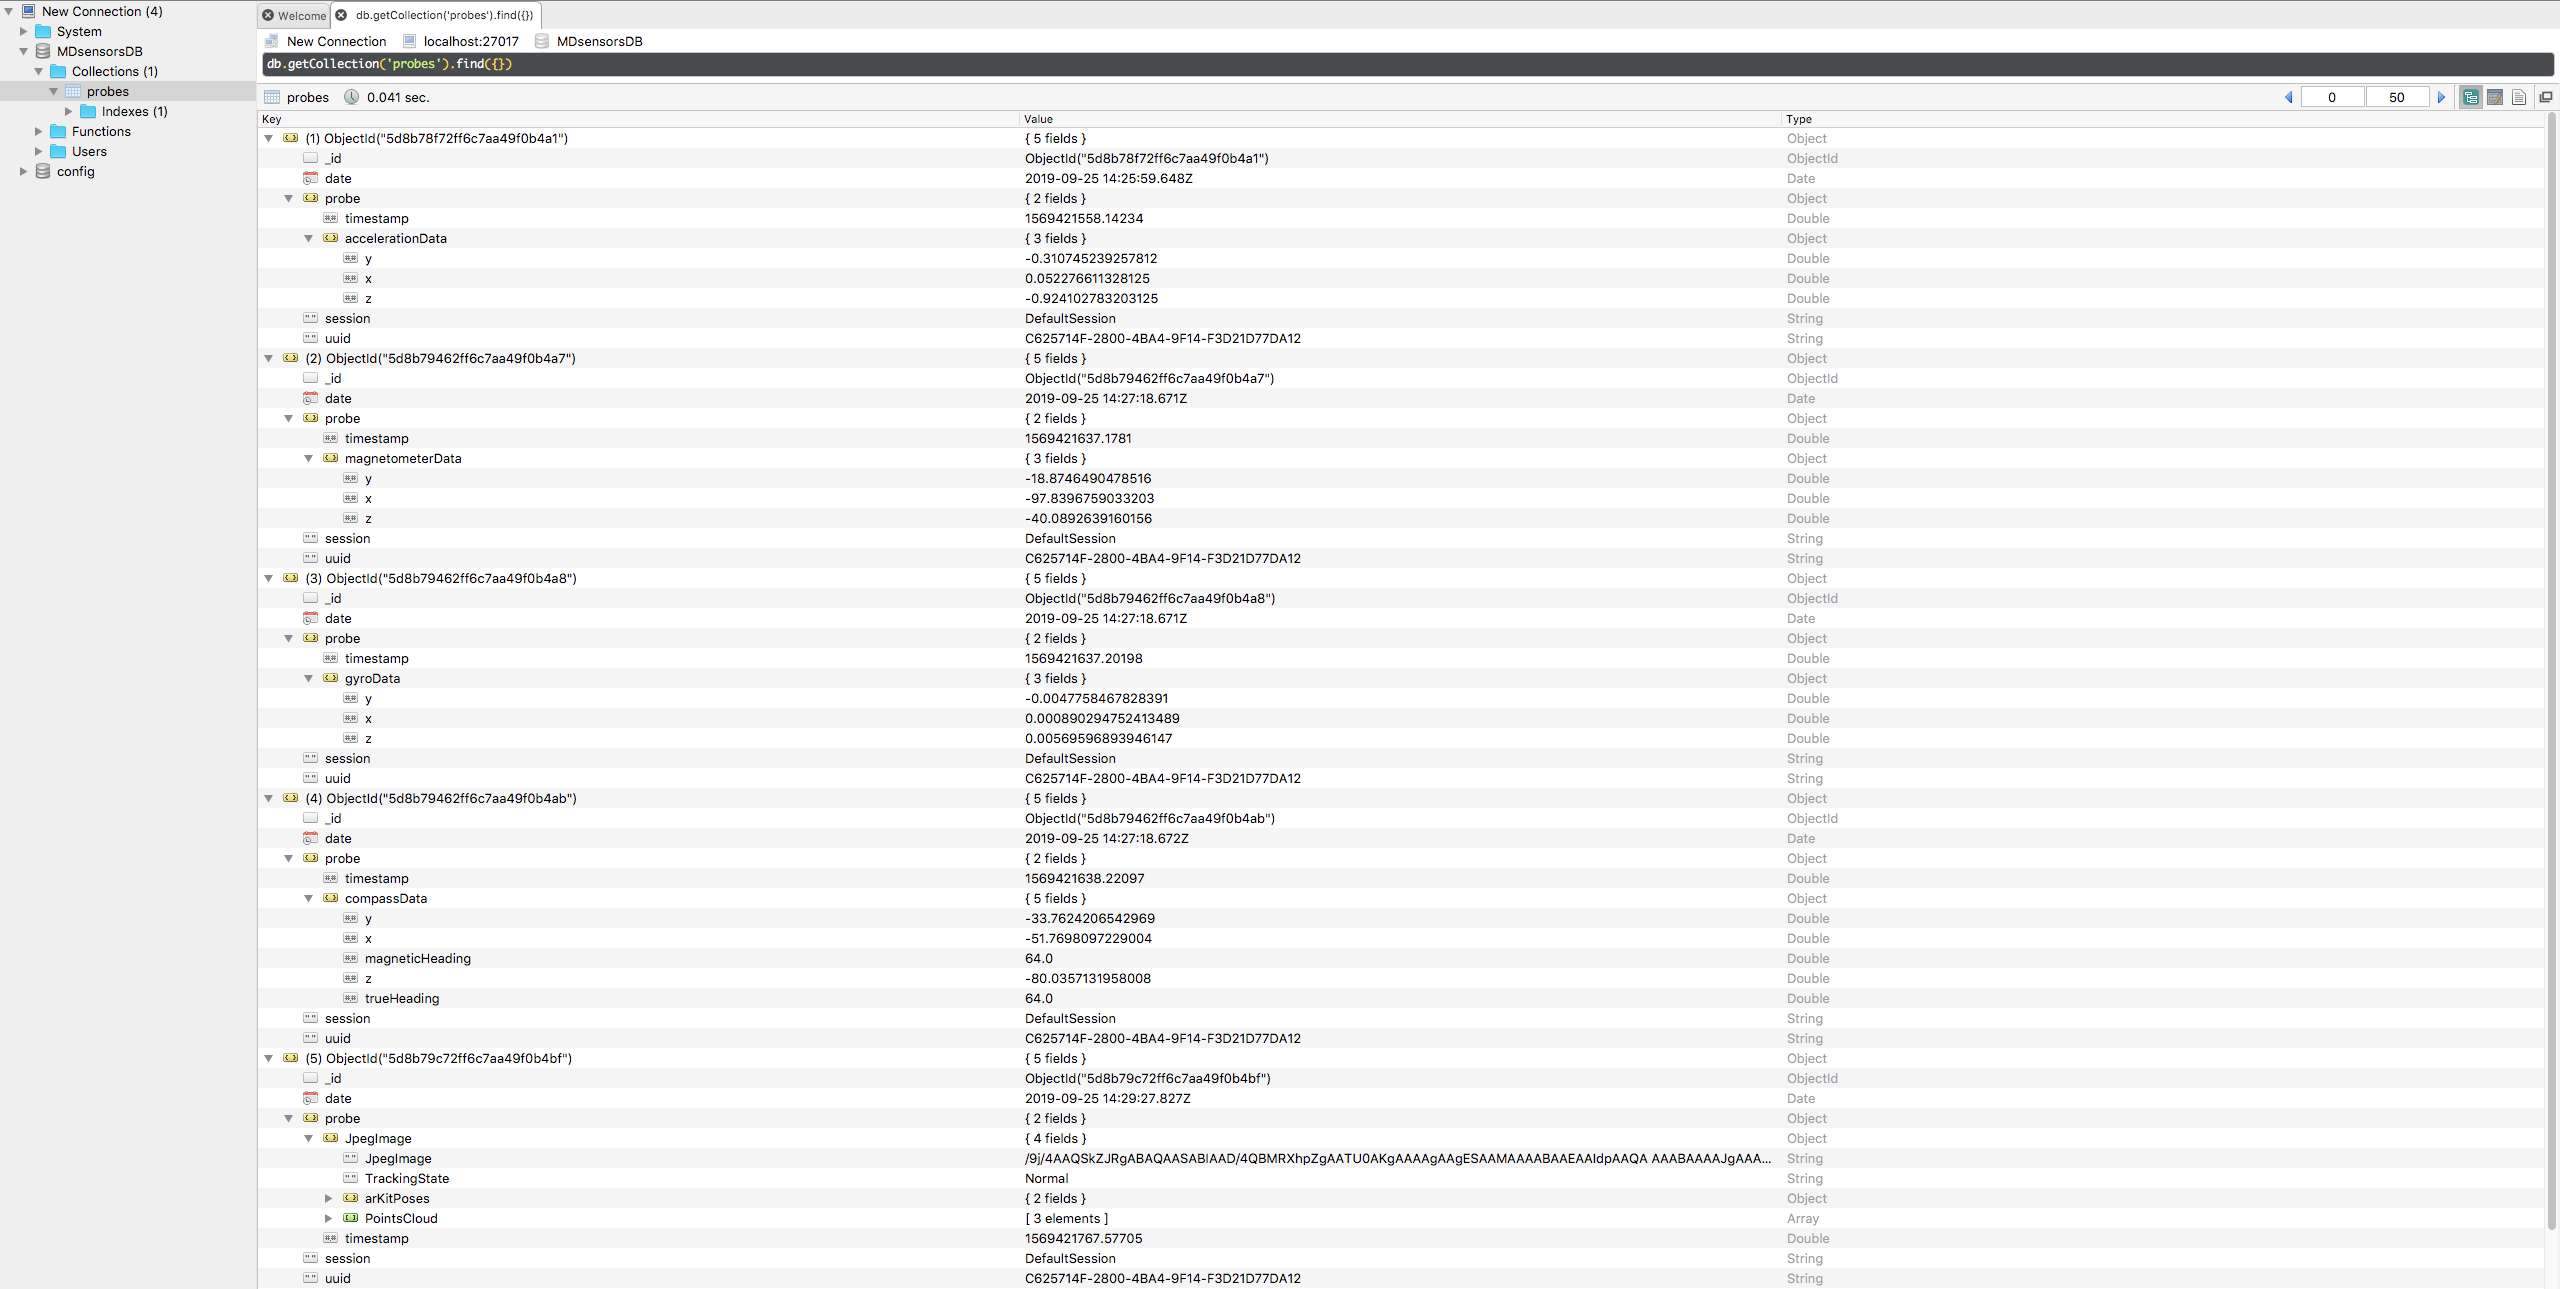 New Connection (4)
System
MDsensorsDB
Collections (1)
probes
Indexes (1)
Functions
Users
config
Welcome
db.getCollection('probes').find({})
New Connection localhost:27017 MDsensorsDB
db.getCollection('probes').find({})
probes 0.041 sec. 0 50
Key Value Type
(1) ObjectId("5d8b78f72ff6c7aa49f0b4a1") { 5 fields } Object
_id ObjectId("5d8b78f72ff6c7aa49f0b4a1") ObjectId
date 2019-09-25 14:25:59.648Z Date
probe { 2 fields } Object
timestamp 1569421558.14234 Double
accelerationData { 3 fields } Object
y -0.310745239257812 Double
x 0.052276611328125 Double
z -0.924102783203125 Double
session DefaultSession String
uuid C625714F-2800-4BA4-9F14-F3D21D77DA12 String
(2) ObjectId("5d8b79462ff6c7aa49f0b4a7") { 5 fields } Object
_id ObjectId("5d8b79462ff6c7aa49f0b4a7") ObjectId
date 2019-09-25 14:27:18.671Z Date
probe { 2 fields } Object
timestamp 1569421637.1781 Double
magnetometerData { 3 fields } Object
y -18.8746490478516 Double
x -97.8396759033203 Double
z -40.0892639160156 Double
session DefaultSession String
uuid C625714F-2800-4BA4-9F14-F3D21D77DA12 String
(3) ObjectId("5d8b79462ff6c7aa49f0b4a8") { 5 fields } Object
_id ObjectId("5d8b79462ff6c7aa49f0b4a8") ObjectId
date 2019-09-25 14:27:18.671Z Date
probe { 2 fields } Object
timestamp 1569421637.20198 Double
gyroData { 3 fields } Object
y -0.0047758467828391 Double
x 0.000890294752413489 Double
z 0.00569596893946147 Double
session DefaultSession String
uuid C625714F-2800-4BA4-9F14-F3D21D77DA12 String
(4) ObjectId("5d8b79462ff6c7aa49f0b4ab") { 5 fields } Object
_id ObjectId("5d8b79462ff6c7aa49f0b4ab") ObjectId
date 2019-09-25 14:27:18.672Z Date
probe { 2 fields } Object
timestamp 1569421638.22097 Double
compassData { 5 fields } Object
y -33.7624206542969 Double
x -51.7698097229004 Double
magneticHeading 64.0 Double
z -80.0357131958008 Double
trueHeading 64.0 Double
session DefaultSession String
uuid C625714F-2800-4BA4-9F14-F3D21D77DA12 String
(5) ObjectId("5d8b79c72ff6c7aa49f0b4bf") { 5 fields } Object
_id ObjectId("5d8b79c72ff6c7aa49f0b4bf") ObjectId
date 2019-09-25 14:29:27.827Z Date
probe { 2 fields } Object
JpegImage { 4 fields } Object
JpegImage /9j/4AAQSkZJRgABAQAASABIAAD/4QBMRXhpZgAATU0AKgAAAAgAAgESAAMAAAABAAEAAIdpAAQA AAABAAAAJgAAA... String
TrackingState Normal String
arKitPoses { 2 fields } Object
PointsCloud [ 3 elements ] Array
timestamp 1569421767.57705 Double
session DefaultSession String
uuid C625714F-2800-4BA4-9F14-F3D21D77DA12 String